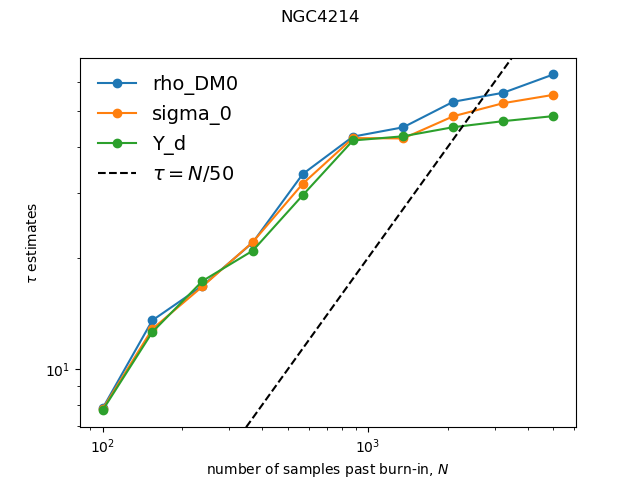 NGC4214
rho_DM0
sigma_0
Y_d
τ = N/50
τ estimates
10¹
10² 10³
number of samples past burn-in, N